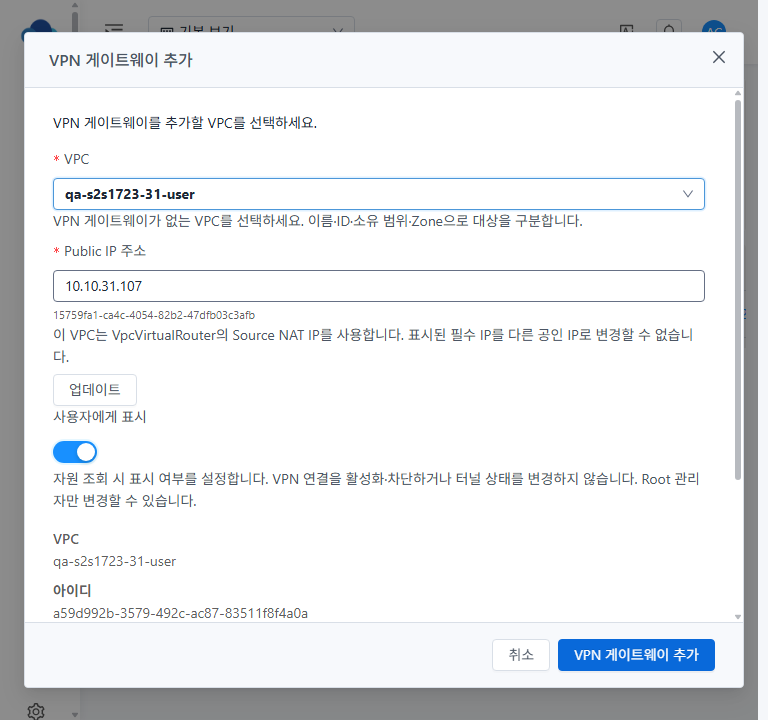 기본 보기
AC
VPN 게이트웨이 추가
VPN 게이트웨이를 추가할 VPC를 선택하세요.
* VPC
qa-s2s1723-31-user
VPN 게이트웨이가 없는 VPC를 선택하세요. 이름·ID·소유 범위·Zone으로 대상을 구분합니다.
* Public IP 주소
10.10.31.107
15759fa1-ca4c-4054-82b2-47dfb03c3afb
이 VPC는 VpcVirtualRouter의 Source NAT IP를 사용합니다. 표시된 필수 IP를 다른 공인 IP로 변경할 수 없습니
다.
업데이트
사용자에게 표시
자원 조회 시 표시 여부를 설정합니다. VPN 연결을 활성화·차단하거나 터널 상태를 변경하지 않습니다. Root 관리
자만 변경할 수 있습니다.
VPC
qa-s2s1723-31-user
아이디
a59d992b-3579-492c-ac87-83511f8f4a0a
취소
VPN 게이트웨이 추가